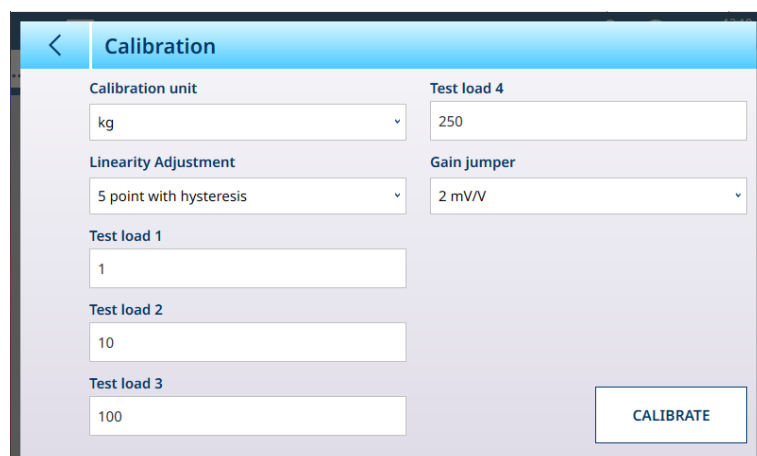 Calibration
Calibration unit
kg
Linearity Adjustment
5 point with hysteresis
Test load 1
1
Test load 2
10
Test load 3
100
Test load 4
250
Gain jumper
2 mV/V
CALIBRATE